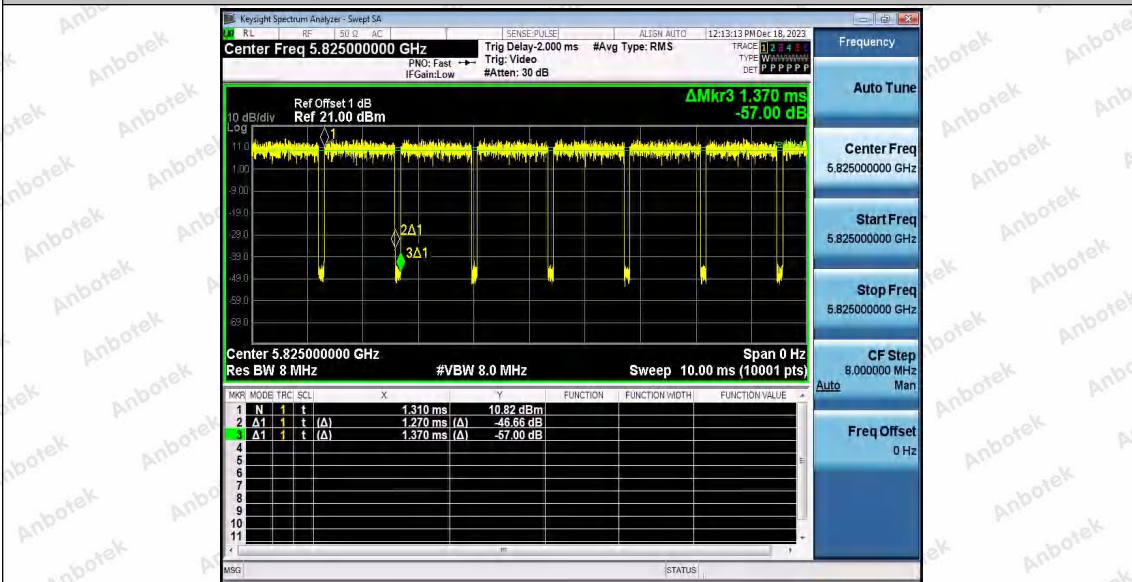 Keysight Spectrum Analyzer - Swept SA
RL RF 50 Ω AC SENSE:PULSE ALIGN AUTO 12:13:13 PM Dec 18, 2023
Center Freq 5.825000000 GHz
PNO: Fast
IFGain:Low
Trig Delay-2.000 ms
Trig: Video
#Atten: 30 dB
#Avg Type: RMS
TRACE 1 2 3 4 5 6
TYPE WWWWWW
DET P P P P P P
Frequency
Auto Tune
Center Freq
5.825000000 GHz
Start Freq
5.825000000 GHz
Stop Freq
5.825000000 GHz
CF Step
8.000000 MHz
Auto Man
Freq Offset
0 Hz
ΔMkr3 1.370 ms
-57.00 dB
Ref Offset 1 dB
10 dB/div Ref 21.00 dBm
Log
11.0
1.00
-9.00
-19.0
-29.0
-39.0
-49.0
-59.0
-69.0
1
2Δ1
3Δ1
Center 5.825000000 GHz Span 0 Hz
Res BW 8 MHz #VBW 8.0 MHz Sweep 10.00 ms (10001 pts)
MKR MODE TRC SCL X Y FUNCTION FUNCTION WIDTH FUNCTION VALUE
1 N 1 t 1.310 ms 10.82 dBm
2 Δ1 1 t (Δ) 1.270 ms (Δ) -46.66 dB
3 Δ1 1 t (Δ) 1.370 ms (Δ) -57.00 dB
4
5
6
7
8
9
10
11
MSG STATUS
Anbotek